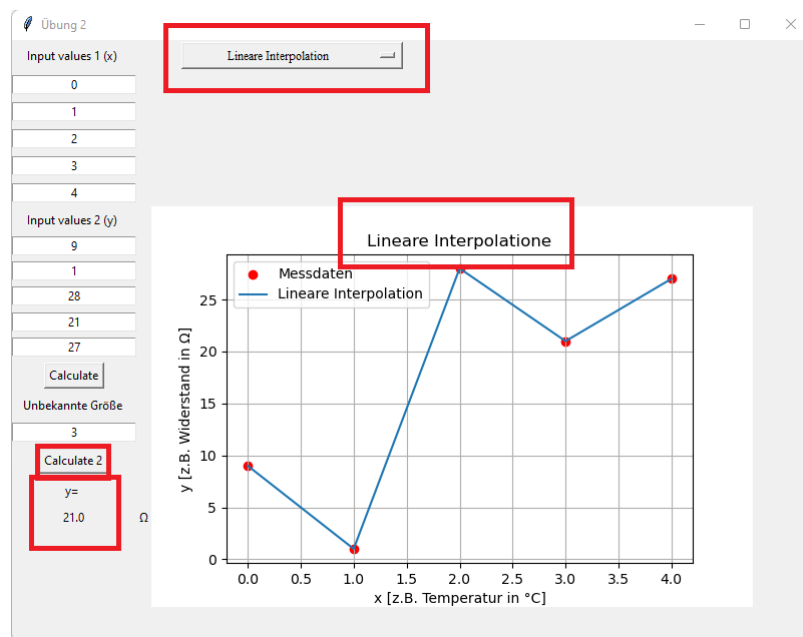 Übung 2
Input values 1 (x)
0
1
2
3
4
Input values 2 (y)
9
1
28
21
27
Calculate
Unbekannte Größe
3
Calculate 2
y=
21.0 Ω
Lineare Interpolation
Lineare Interpolatione
Messdaten
Lineare Interpolation
y [z.B. Widerstand in Ω]
25
20
15
10
5
0
0.0 0.5 1.0 1.5 2.0 2.5 3.0 3.5 4.0
x [z.B. Temperatur in °C]